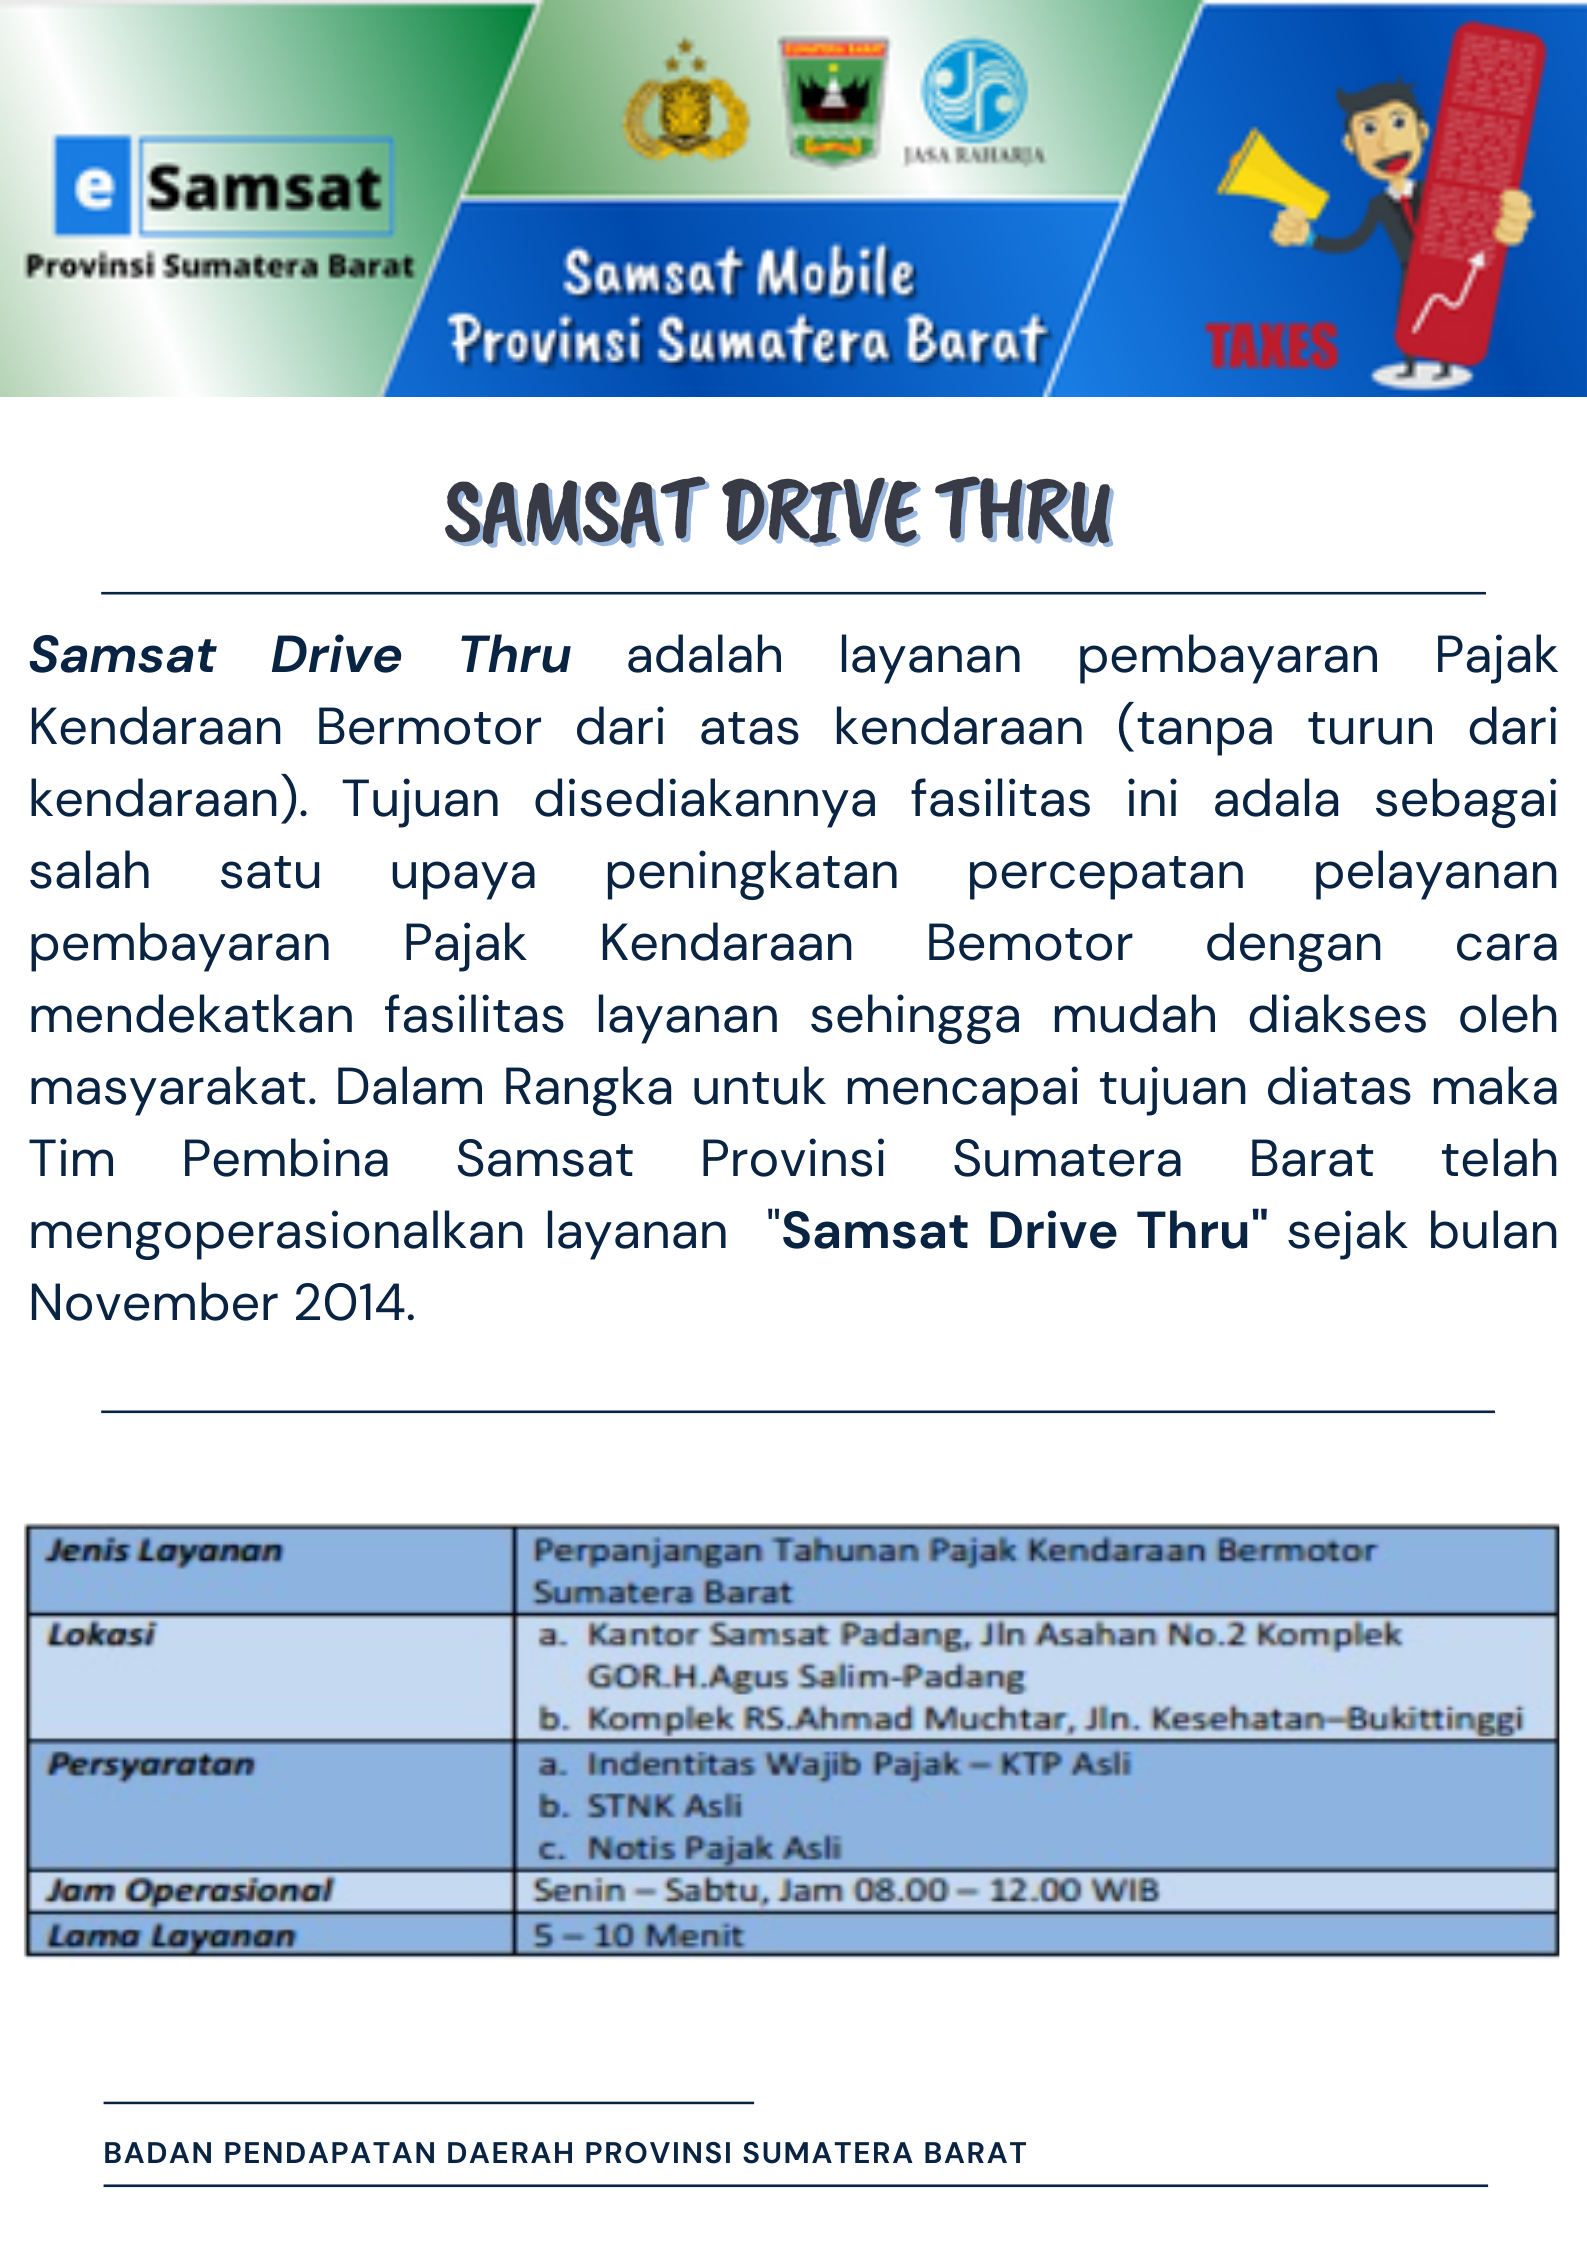 e Samsat
Provinsi Sumatera Barat
SUMATERA BARAT
JASA RAHARJA
Samsat Mobile
Provinsi Sumatera Barat
TAXES
SAMSAT DRIVE THRU
Samsat Drive Thru adalah layanan pembayaran Pajak
Kendaraan Bermotor dari atas kendaraan (tanpa turun dari
kendaraan). Tujuan disediakannya fasilitas ini adala sebagai
salah satu upaya peningkatan percepatan pelayanan
pembayaran Pajak Kendaraan Bemotor dengan cara
mendekatkan fasilitas layanan sehingga mudah diakses oleh
masyarakat. Dalam Rangka untuk mencapai tujuan diatas maka
Tim Pembina Samsat Provinsi Sumatera Barat telah
mengoperasionalkan layanan "Samsat Drive Thru" sejak bulan
November 2014.
Jenis Layanan
Perpanjangan Tahunan Pajak Kendaraan Bermotor
Sumatera Barat
Lokasi
a. Kantor Samsat Padang, Jln Asahan No.2 Komplek
GOR.H.Agus Salim-Padang
b. Komplek RS.Ahmad Muchtar, Jln. Kesehatan–Bukittinggi
Persyaratan
a. Indentitas Wajib Pajak – KTP Asli
b. STNK Asli
c. Notis Pajak Asli
Jam Operasional
Senin – Sabtu, Jam 08.00 – 12.00 WIB
Lama Layanan
5 – 10 Menit
BADAN PENDAPATAN DAERAH PROVINSI SUMATERA BARAT